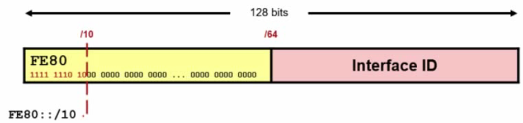 128 bits
/10 /64
FE80
1111 1110 1000 0000 0000 0000 ... 0000 0000 0000
Interface ID
FE80::/10